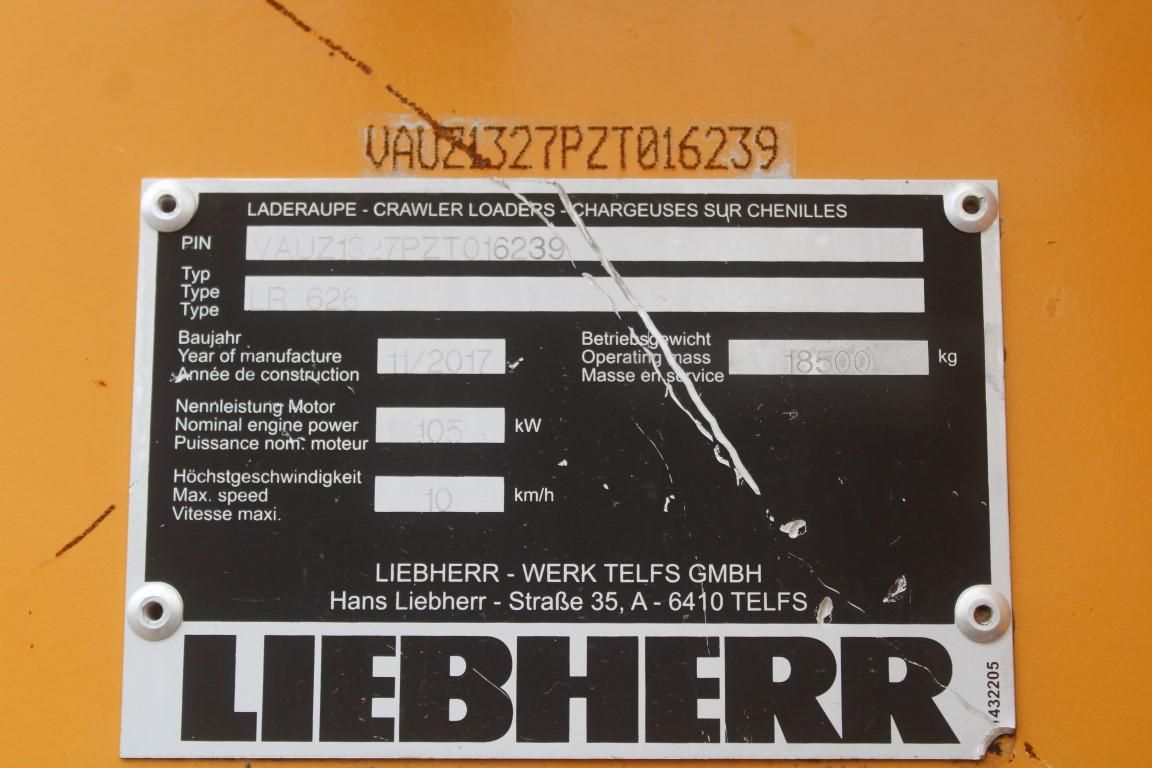 VAUZ1327PZT016239
LADERAUPE - CRAWLER LOADERS - CHARGEUSES SUR CHENILLES
PIN VAUZ1327PZT016239
Typ
Type
Type
LR 626
Baujahr
Year of manufacture
Année de construction
11/2017
Betriebsgewicht
Operating mass
Masse en service
18500 kg
Nennleistung Motor
Nominal engine power
Puissance nom. moteur
105 kW
Höchstgeschwindigkeit
Max. speed
Vitesse maxi.
10 km/h
LIEBHERR - WERK TELFS GMBH
Hans Liebherr - Straße 35, A - 6410 TELFS
LIEBHERR
432205